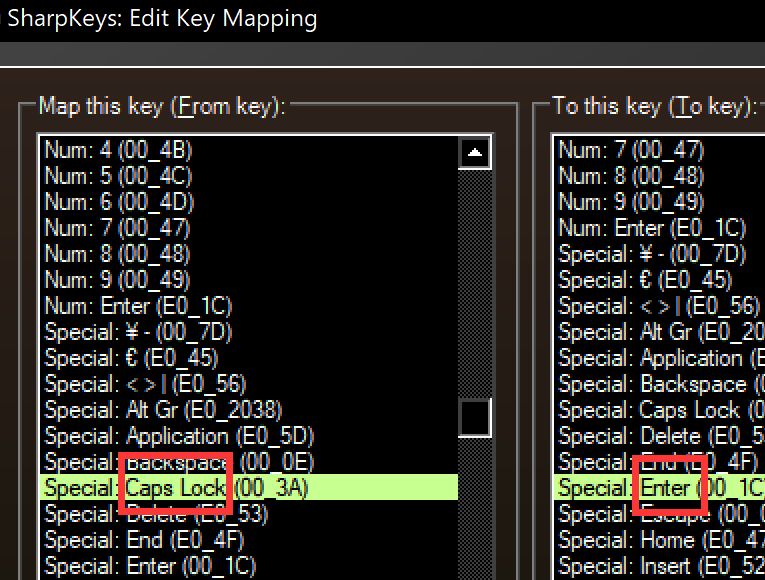 SharpKeys: Edit Key Mapping
Map this key (From key):
Num: 4 (00_4B)
Num: 5 (00_4C)
Num: 6 (00_4D)
Num: 7 (00_47)
Num: 8 (00_48)
Num: 9 (00_49)
Num: Enter (E0_1C)
Special: ¥ - (00_7D)
Special: € (E0_45)
Special: < > | (E0_56)
Special: Alt Gr (E0_2038)
Special: Application (E0_5D)
Special: Backspace (00_0E)
Special: Caps Lock (00_3A)
Special: Delete (E0_53)
Special: End (E0_4F)
Special: Enter (00_1C)
To this key (To key):
Num: 7 (00_47)
Num: 8 (00_48)
Num: 9 (00_49)
Num: Enter (E0_1C)
Special: ¥ - (00_7D)
Special: € (E0_45)
Special: < > | (E0_56)
Special: Alt Gr (E0_20
Special: Application (E
Special: Backspace (0
Special: Caps Lock (0
Special: Delete (E0_5
Special: End (E0_4F)
Special: Enter (00_1C
Special: Escape (00_0
Special: Home (E0_47
Special: Insert (E0_52